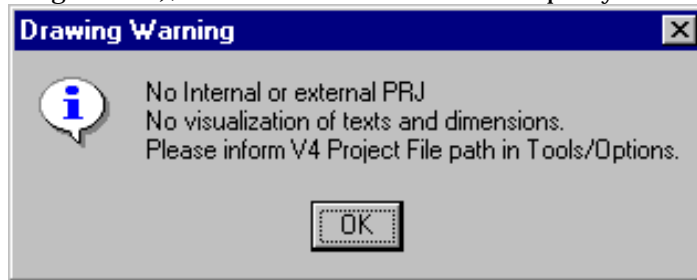 Drawing Warning
No Internal or external PRJ
No visualization of texts and dimensions.
Please inform V4 Project File path in Tools/Options.
OK